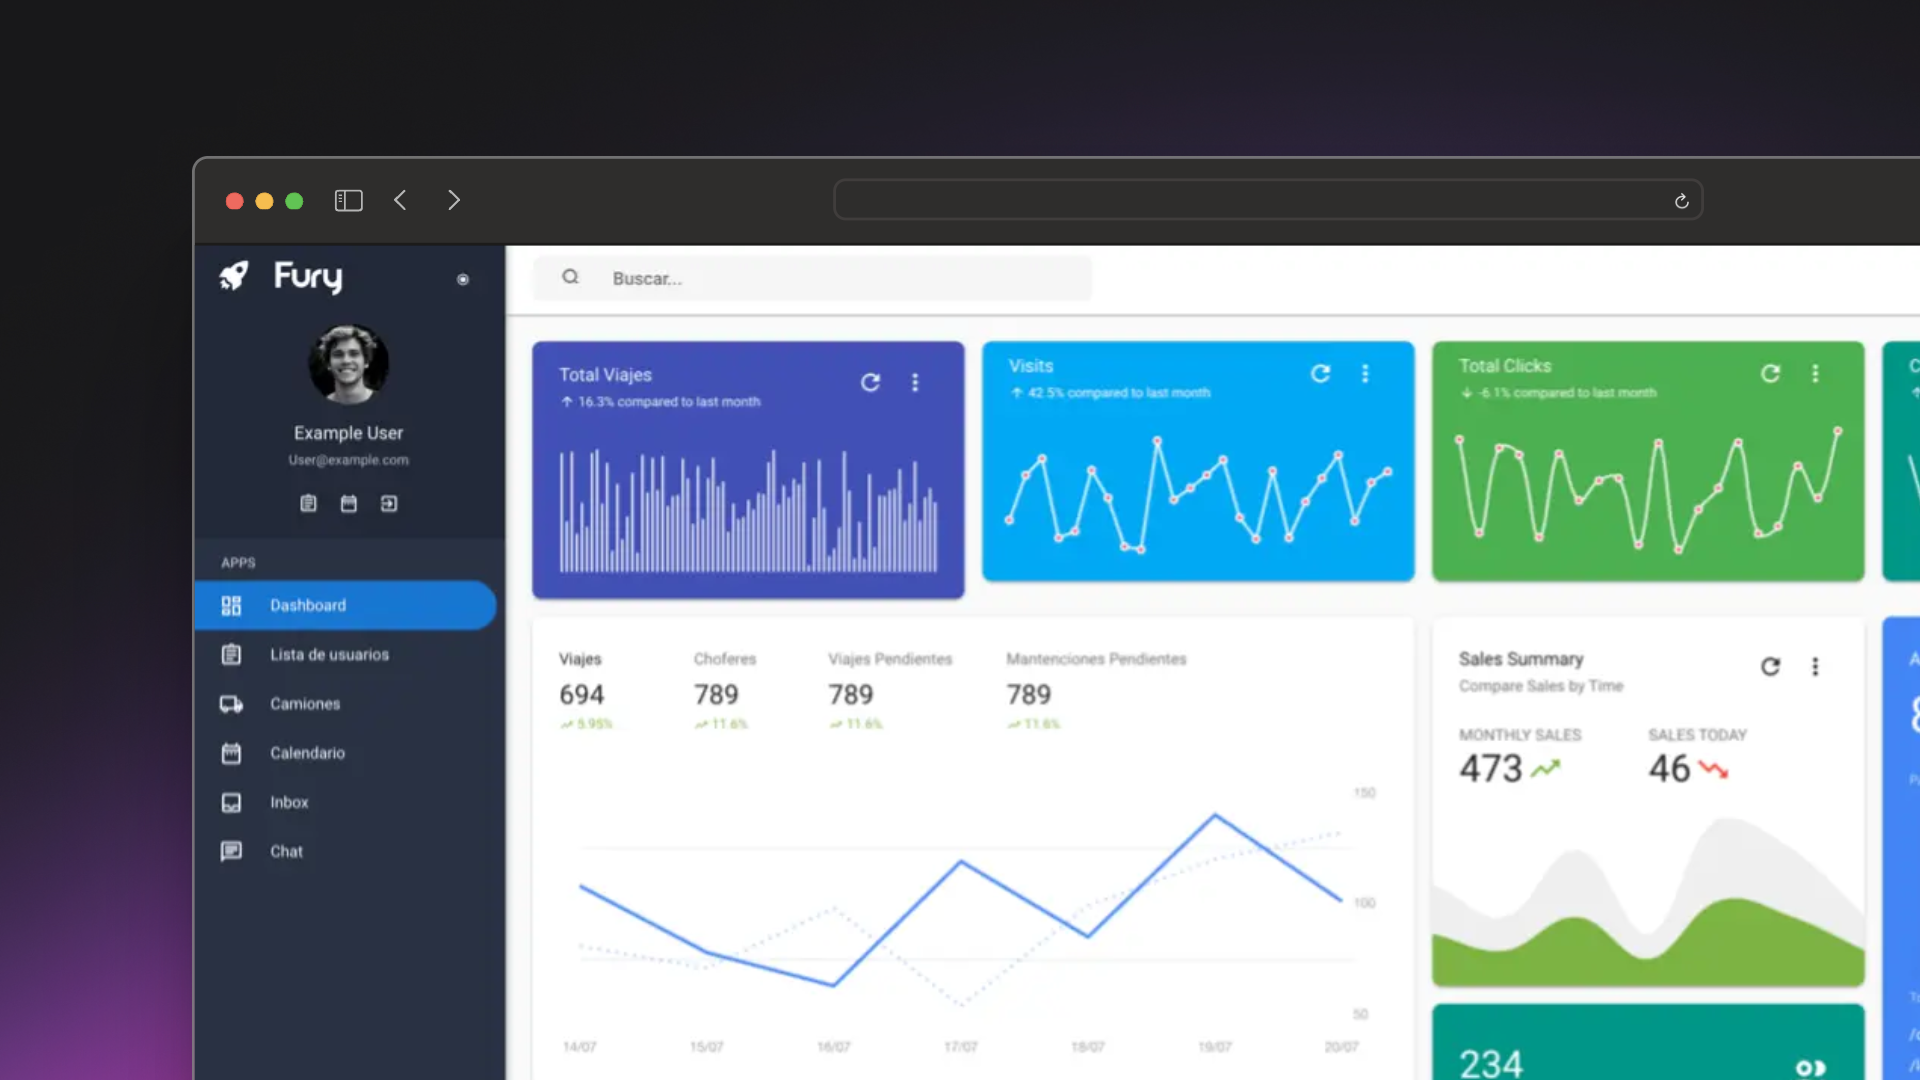 Fury
Example User
User@example.com
APPS
Dashboard
Lista de usuarios
Camiones
Calendario
Inbox
Chat
Buscar...
Total Viajes
16.3% compared to last month
Visits
42.5% compared to last month
Total Clicks
-6.1% compared to last month
Viajes
694
5.95%
Choferes
789
11.6%
Viajes Pendientes
789
11.6%
Mantenciones Pendientes
789
11.6%
150
100
50
14/07 15/07 16/07 17/07 18/07 19/07 20/07
Sales Summary
Compare Sales by Time
MONTHLY SALES
473
SALES TODAY
46
234